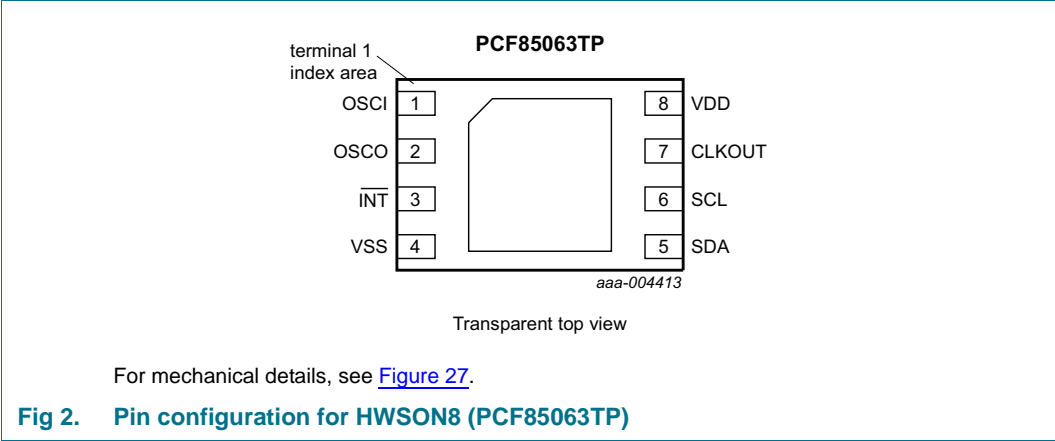 PCF85063TP
terminal 1
index area
OSCI 1
8 VDD
OSCO 2
7 CLKOUT
INT 3
6 SCL
VSS 4
5 SDA
aaa-004413
Transparent top view
For mechanical details, see Figure 27.
Fig 2. Pin configuration for HWSON8 (PCF85063TP)